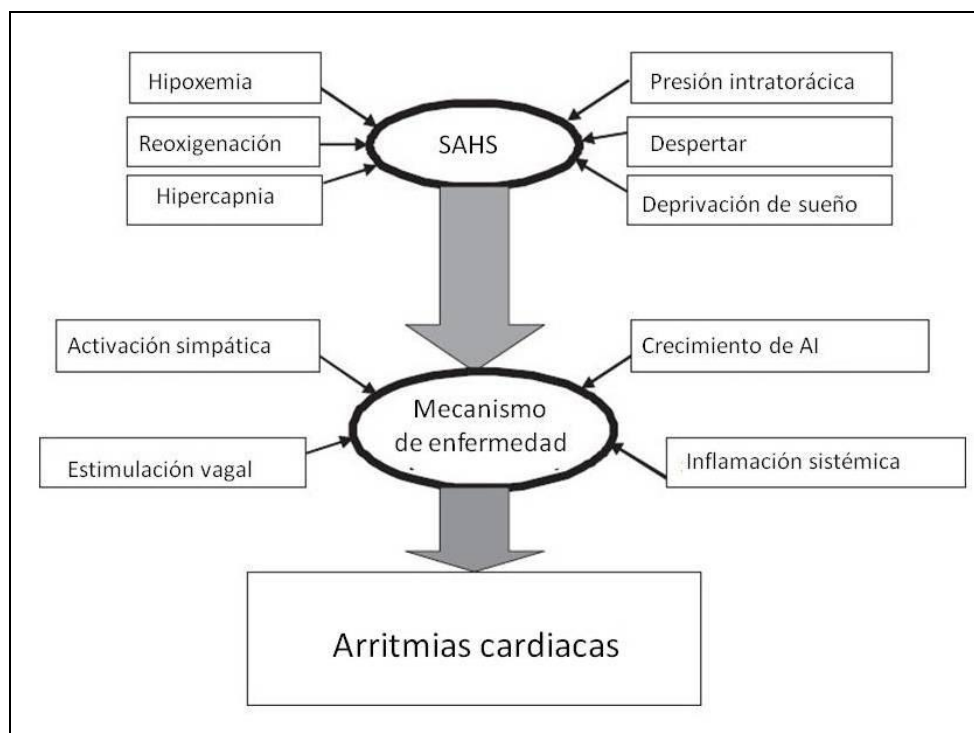 Hipoxemia
Presión intratorácica
Reoxigenación
SAHS
Despertar
Hipercapnia
Deprivación de sueño
Activación simpática
Crecimiento de AI
Mecanismo
de enfermedad
Estimulación vagal
Inflamación sistémica
Arritmias cardiacas